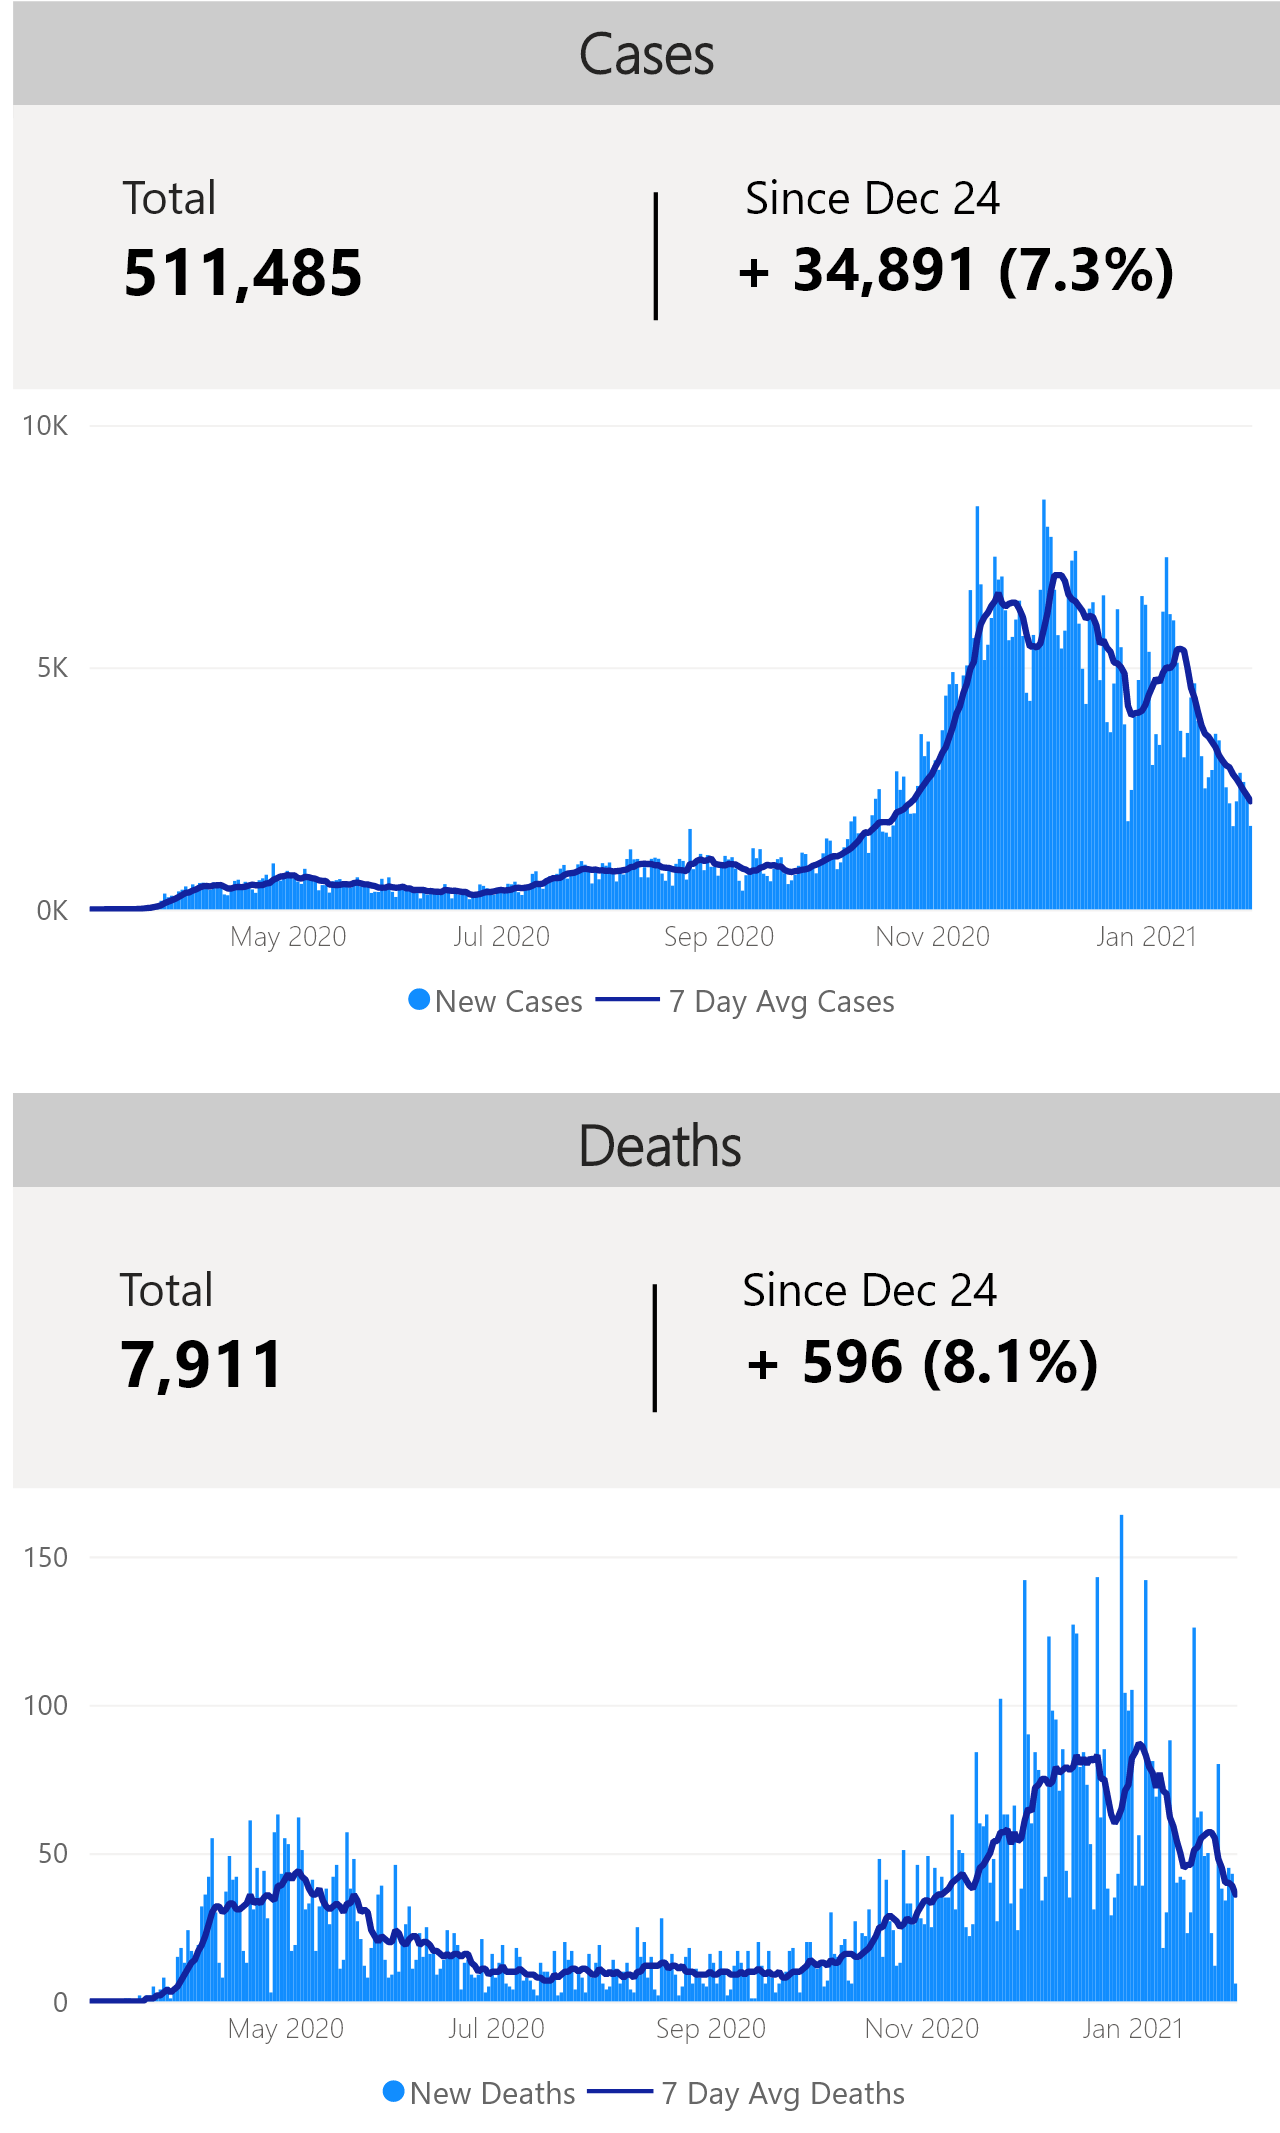 Cases
Total
Since Dec 24
511,485
+ 34,891 (7.3%)
10K
5K
0K
May 2020 Jul 2020 Sep 2020 Nov 2020 Jan 2021
New Cases 7 Day Avg Cases
Deaths
Total
Since Dec 24
7,911
+ 596 (8.1%)
150
100
50
0
May 2020 Jul 2020 Sep 2020 Nov 2020 Jan 2021
New Deaths 7 Day Avg Deaths